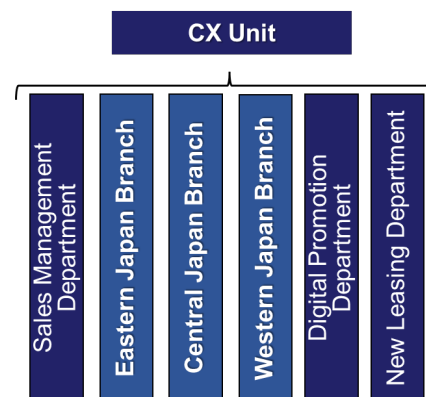 CX Unit
Sales Management
Department
Eastern Japan Branch
Central Japan Branch
Western Japan Branch
Digital Promotion
Department
New Leasing Department